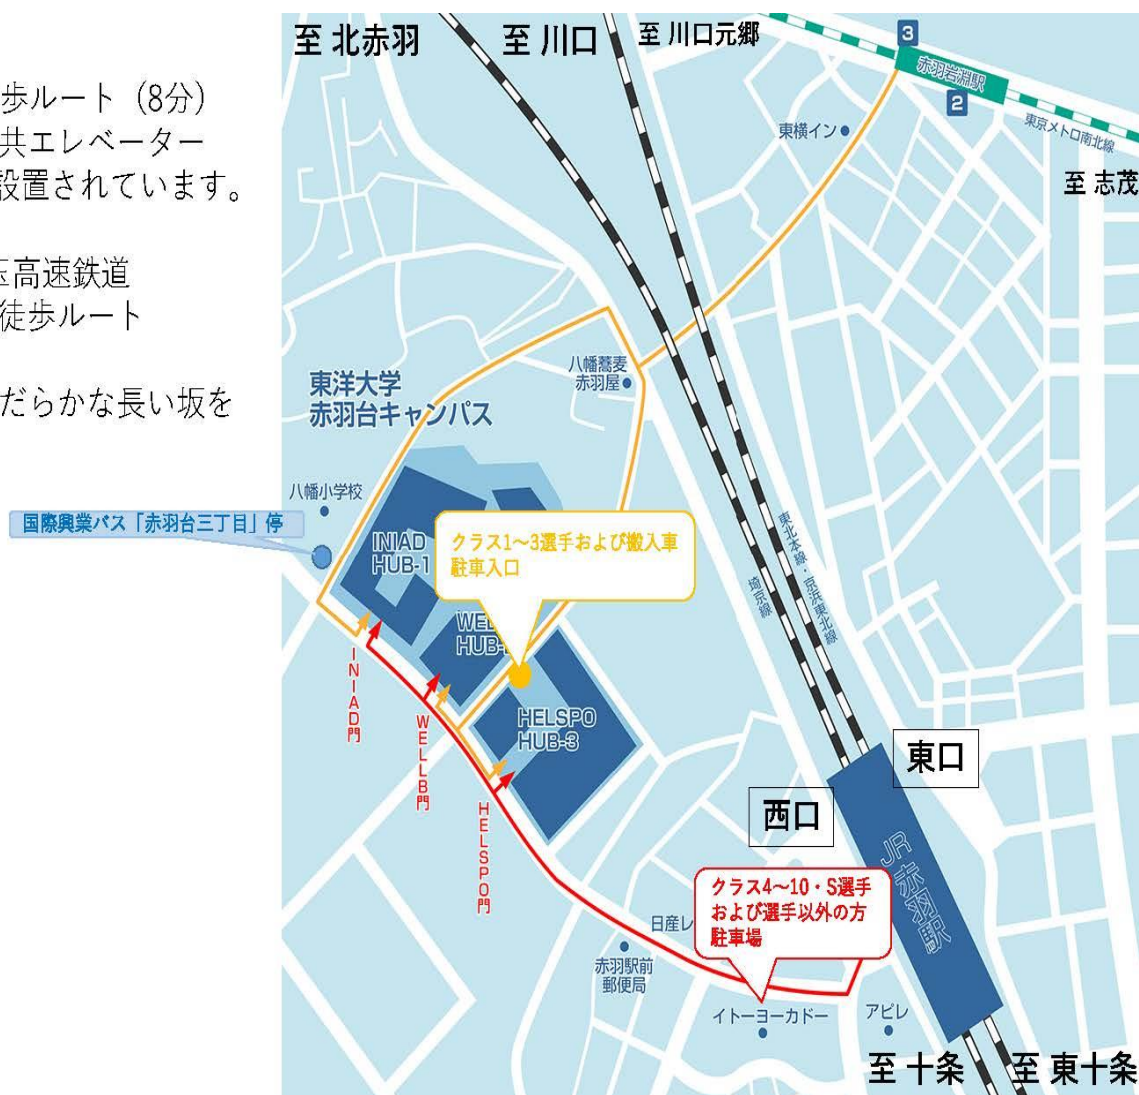 至 北赤羽
至 川口
至 川口元郷
3
赤羽岩淵駅
2
東京メトロ南北線
至 志茂
歩ルート（8分）
共エレベーター
設置されています。
高速鉄道
徒歩ルート
だらかな長い坂を
東横イン
八幡蕎麦
赤羽屋
東洋大学
赤羽台キャンパス
八幡小学校
国際興業バス「赤羽台三丁目」停
INIAD
HUB-1
クラス1～3選手および搬入車
駐車入口
WEL
HUB-
HELSPO
HUB-3
INIAD門
WELLB門
HELSPO門
東北本線・京浜東北線
埼京線
東口
西口
JR赤羽駅
クラス4～10・S選手
および選手以外の方
駐車場
日産レ
赤羽駅前
郵便局
イトーヨーカドー
アピレ
至 十条
至 東十条